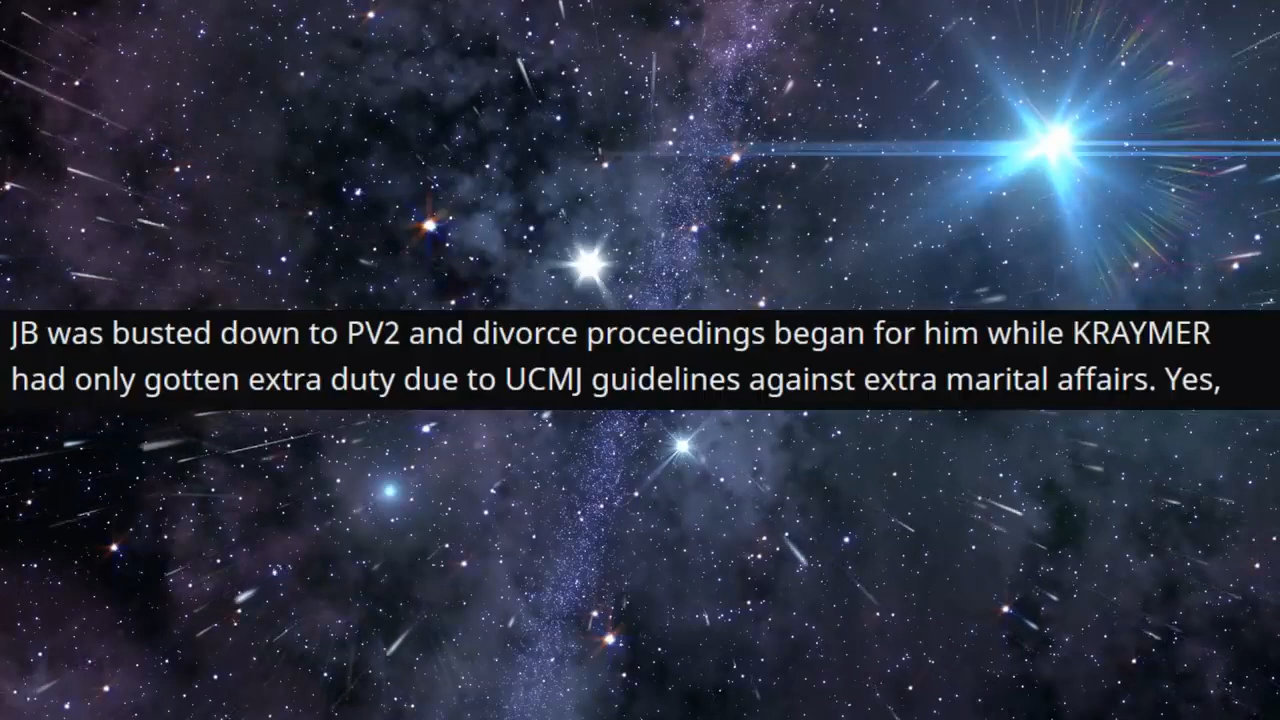 JB was busted down to PV2 and divorce proceedings began for him while KRAYMER
had only gotten extra duty due to UCMJ guidelines against extra marital affairs. Yes,